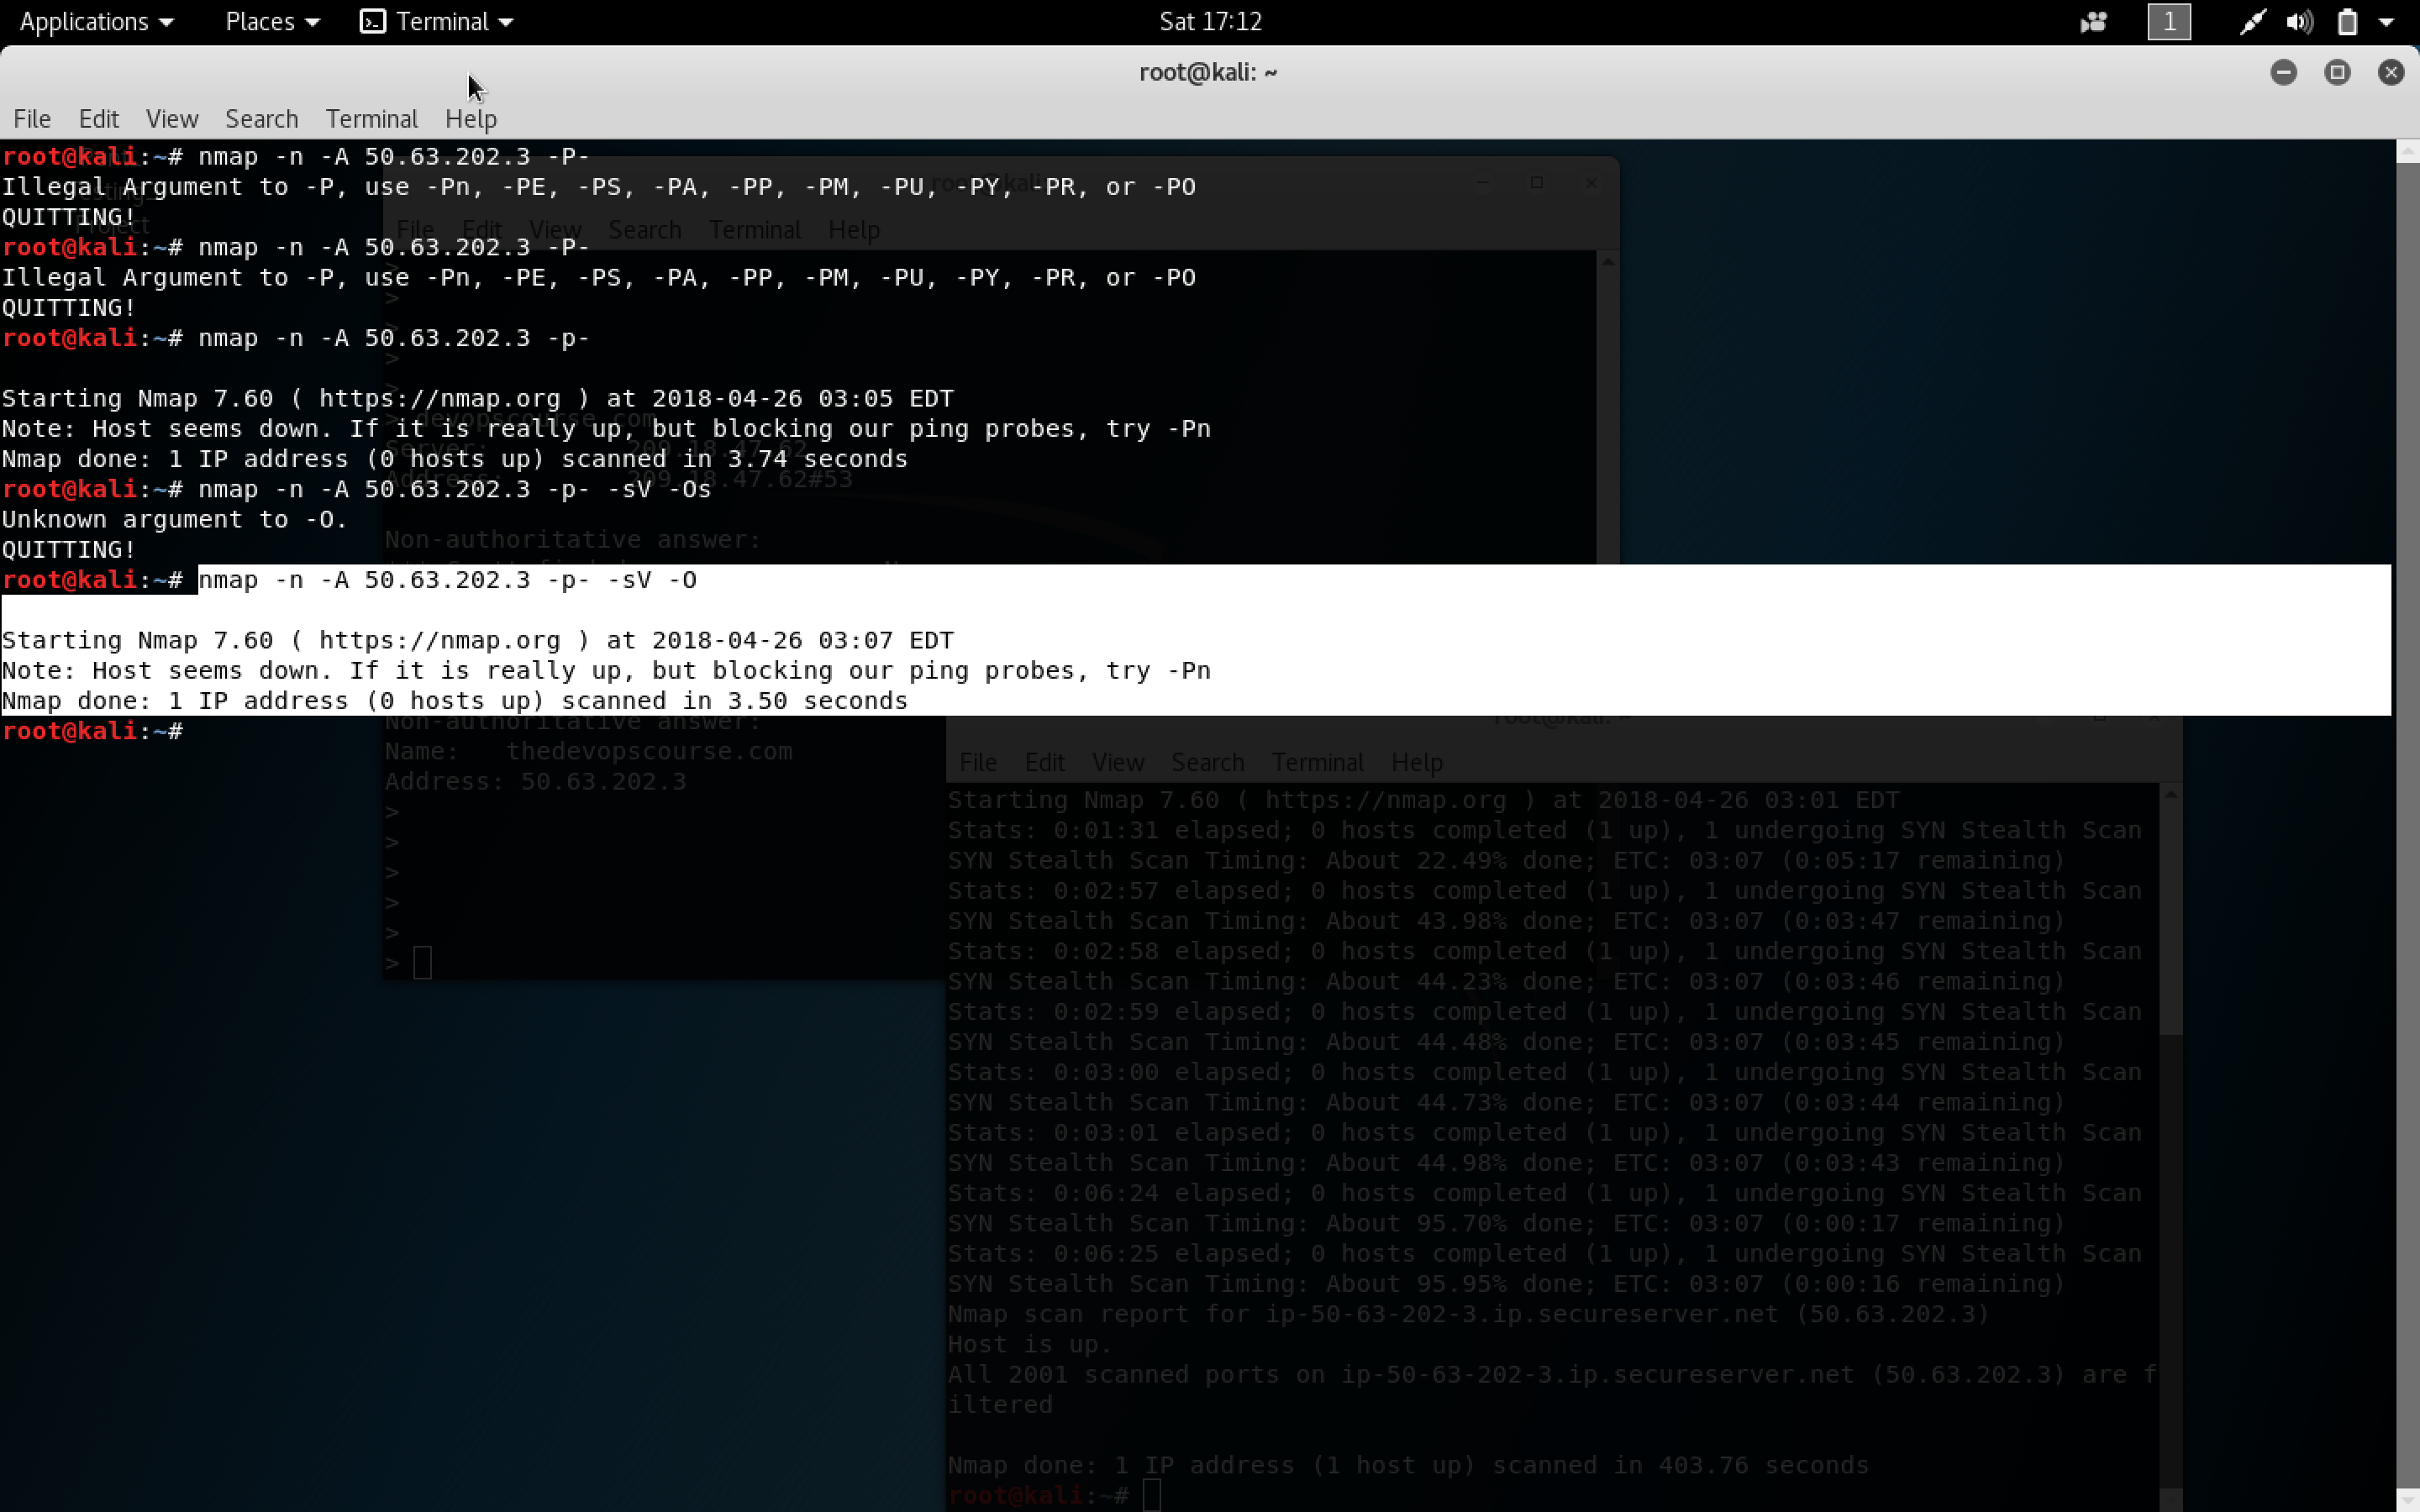 Applications Places Terminal Sat 17:12 1
root@kali: ~
File Edit View Search Terminal Help
root@kali:~# nmap -n -A 50.63.202.3 -P-
Illegal Argument to -P, use -Pn, -PE, -PS, -PA, -PP, -PM, -PU, -PY, -PR, or -PO
QUITTING!
root@kali:~# nmap -n -A 50.63.202.3 -P-
Illegal Argument to -P, use -Pn, -PE, -PS, -PA, -PP, -PM, -PU, -PY, -PR, or -PO
QUITTING!
root@kali:~# nmap -n -A 50.63.202.3 -p-
Starting Nmap 7.60 ( https://nmap.org ) at 2018-04-26 03:05 EDT
Note: Host seems down. If it is really up, but blocking our ping probes, try -Pn
Nmap done: 1 IP address (0 hosts up) scanned in 3.74 seconds
root@kali:~# nmap -n -A 50.63.202.3 -p- -sV -Os
Unknown argument to -O.
QUITTING!
root@kali:~# nmap -n -A 50.63.202.3 -p- -sV -O
Starting Nmap 7.60 ( https://nmap.org ) at 2018-04-26 03:07 EDT
Note: Host seems down. If it is really up, but blocking our ping probes, try -Pn
Nmap done: 1 IP address (0 hosts up) scanned in 3.50 seconds
root@kali:~#
Project
File Edit View Search Terminal Help
>
>
>
> devopscourse.com
Server: 209.18.47.62
Address: 209.18.47.62#53
Non-authoritative answer:
Non-authoritative answer:
Name: thedevopscourse.com
Address: 50.63.202.3
>
>
>
>
>
>
root@kali: ~
File Edit View Search Terminal Help
Starting Nmap 7.60 ( https://nmap.org ) at 2018-04-26 03:01 EDT
Stats: 0:01:31 elapsed; 0 hosts completed (1 up), 1 undergoing SYN Stealth Scan
SYN Stealth Scan Timing: About 22.49% done; ETC: 03:07 (0:05:17 remaining)
Stats: 0:02:57 elapsed; 0 hosts completed (1 up), 1 undergoing SYN Stealth Scan
SYN Stealth Scan Timing: About 43.98% done; ETC: 03:07 (0:03:47 remaining)
Stats: 0:02:58 elapsed; 0 hosts completed (1 up), 1 undergoing SYN Stealth Scan
SYN Stealth Scan Timing: About 44.23% done; ETC: 03:07 (0:03:46 remaining)
Stats: 0:02:59 elapsed; 0 hosts completed (1 up), 1 undergoing SYN Stealth Scan
SYN Stealth Scan Timing: About 44.48% done; ETC: 03:07 (0:03:45 remaining)
Stats: 0:03:00 elapsed; 0 hosts completed (1 up), 1 undergoing SYN Stealth Scan
SYN Stealth Scan Timing: About 44.73% done; ETC: 03:07 (0:03:44 remaining)
Stats: 0:03:01 elapsed; 0 hosts completed (1 up), 1 undergoing SYN Stealth Scan
SYN Stealth Scan Timing: About 44.98% done; ETC: 03:07 (0:03:43 remaining)
Stats: 0:06:24 elapsed; 0 hosts completed (1 up), 1 undergoing SYN Stealth Scan
SYN Stealth Scan Timing: About 95.70% done; ETC: 03:07 (0:00:17 remaining)
Stats: 0:06:25 elapsed; 0 hosts completed (1 up), 1 undergoing SYN Stealth Scan
SYN Stealth Scan Timing: About 95.95% done; ETC: 03:07 (0:00:16 remaining)
Nmap scan report for ip-50-63-202-3.ip.secureserver.net (50.63.202.3)
Host is up.
All 2001 scanned ports on ip-50-63-202-3.ip.secureserver.net (50.63.202.3) are f
iltered
Nmap done: 1 IP address (1 host up) scanned in 403.76 seconds
root@kali:~#